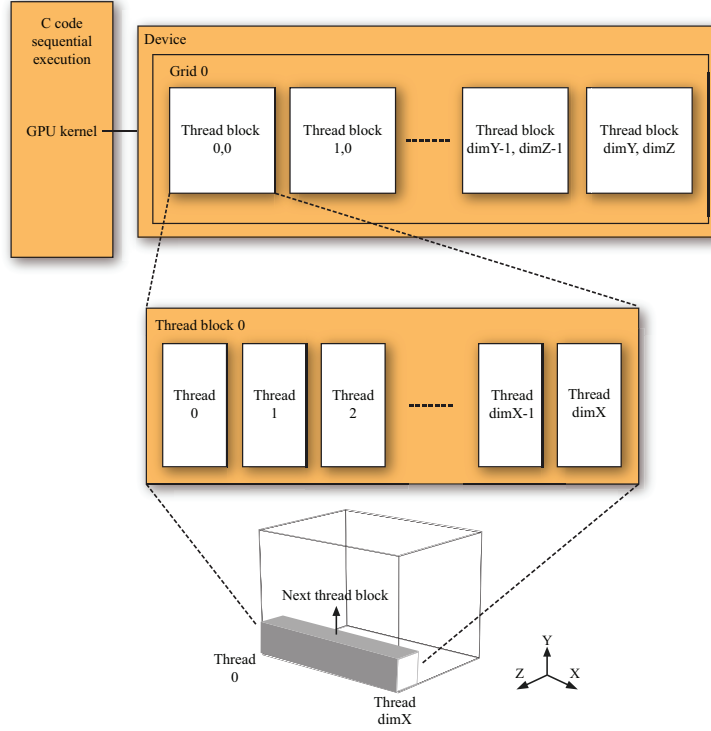 C code
sequential
execution
GPU kernel
Device
Grid 0
Thread block
0,0
Thread block
1,0
Thread block
dimY-1, dimZ-1
Thread block
dimY, dimZ
Thread block 0
Thread
0
Thread
1
Thread
2
Thread
dimX-1
Thread
dimX
Next thread block
Thread
0
Thread
dimX
Y
Z
X